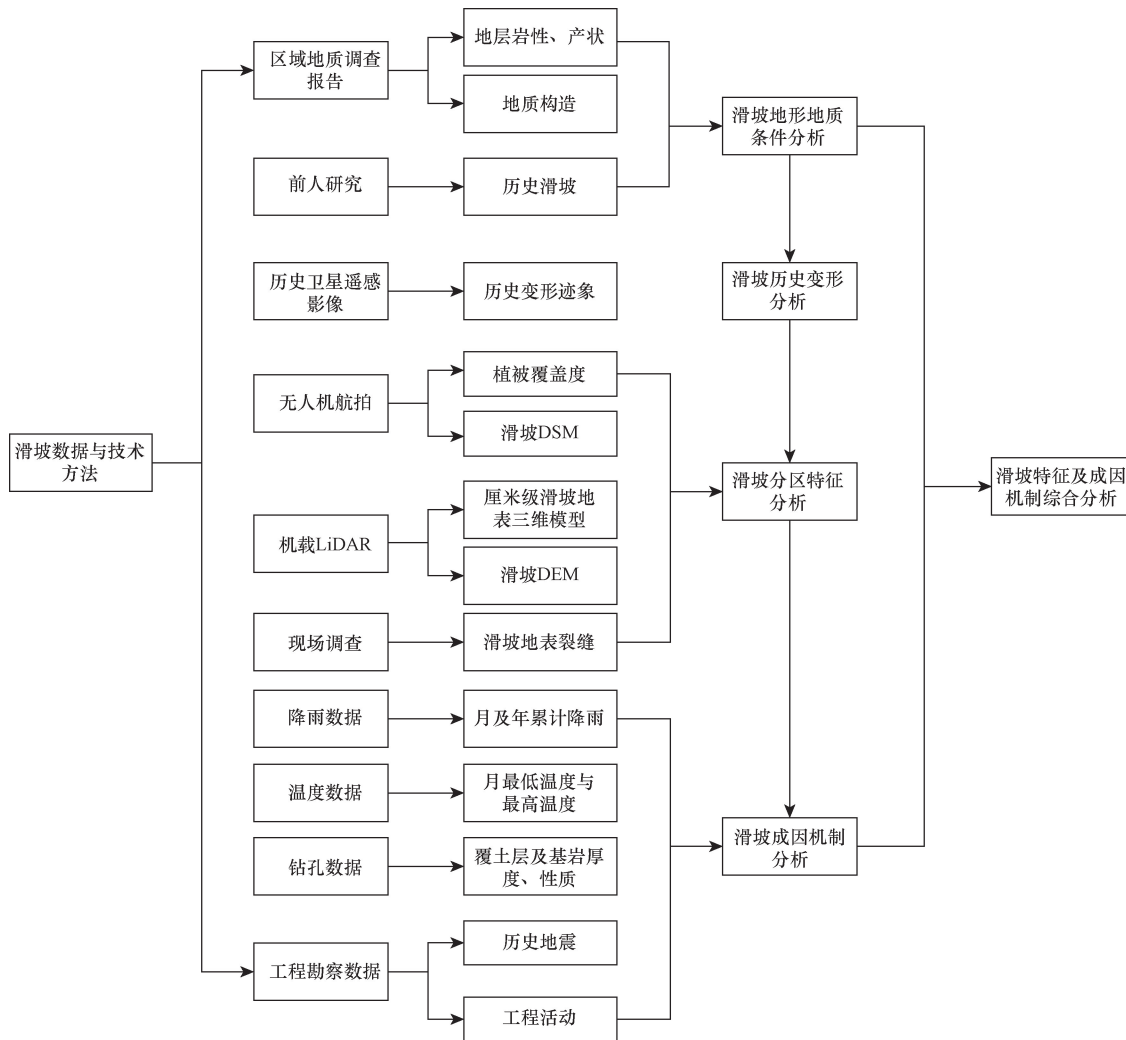 滑坡数据与技术
方法
区域地质调查
报告
前人研究
历史卫星遥感
影像
无人机航拍
机载LiDAR
现场调查
降雨数据
温度数据
钻孔数据
工程勘察数据
地层岩性、产状
地质构造
历史滑坡
历史变形迹象
植被覆盖度
滑坡DSM
厘米级滑坡地
表三维模型
滑坡DEM
滑坡地表裂缝
月及年累计降雨
月最低温度与
最高温度
覆土层及基岩厚
度、性质
历史地震
工程活动
滑坡地形地质
条件分析
滑坡历史变形
分析
滑坡分区特征
分析
滑坡成因机制
分析
滑坡特征及成因
机制综合分析